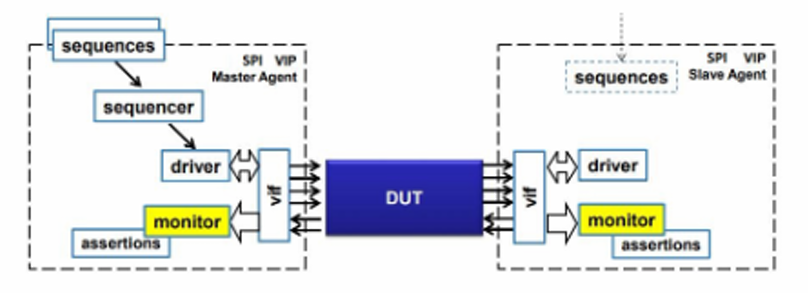 sequences
SPI VIP
Master Agent
sequencer
driver
vif
monitor
assertions
DUT
SPI VIP
Slave Agent
sequences
vif
driver
monitor
assertions